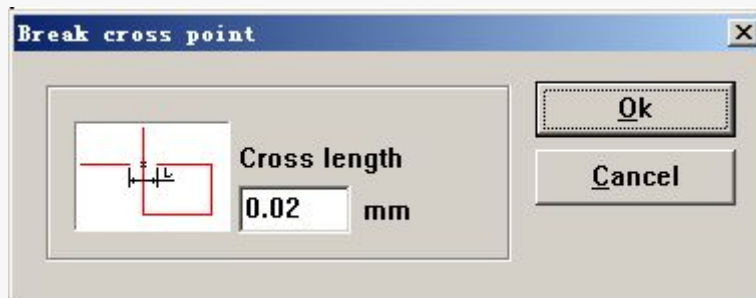 Break cross point
Ok
Cross length
L
0.02 mm
Cancel